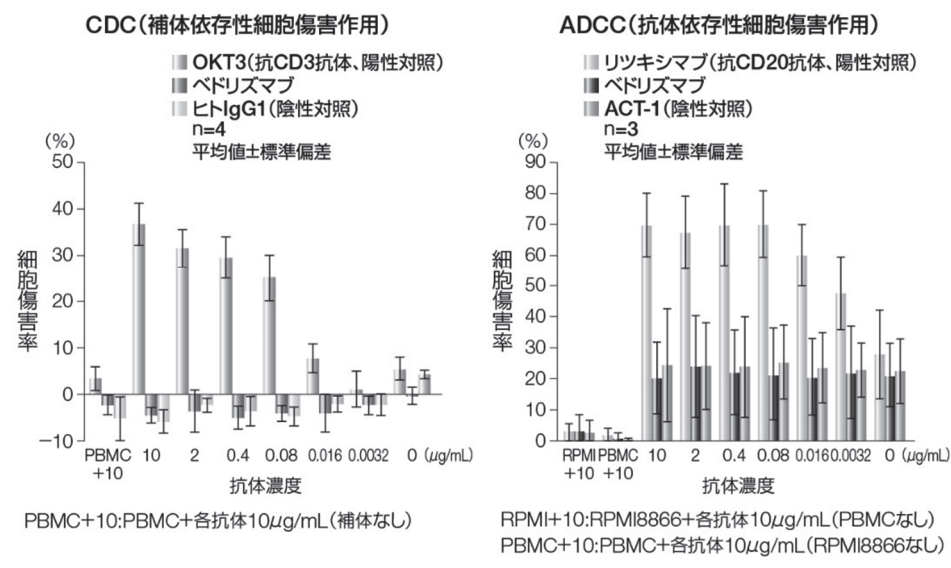 CDC(補体依存性細胞傷害作用)
OKT3(抗CD3抗体、陽性対照)
ベドリズマブ
ヒトIgG1(陰性対照)
n=4
平均値±標準偏差
(%)
50
40
30
20
10
0
−10
細胞傷害率
PBMC+10 10 2 0.4 0.08 0.016 0.0032 0 (μg/mL)
抗体濃度
PBMC+10:PBMC+各抗体10μg/mL(補体なし)
ADCC(抗体依存性細胞傷害作用)
リツキシマブ(抗CD20抗体、陽性対照)
ベドリズマブ
ACT-1(陰性対照)
n=3
平均値±標準偏差
(%)
90
80
70
60
50
40
30
20
10
0
細胞傷害率
RPMI+10 PBMC+10 10 2 0.4 0.08 0.016 0.0032 0 (μg/mL)
抗体濃度
RPMI+10:RPMI8866+各抗体10μg/mL(PBMCなし)
PBMC+10:PBMC+各抗体10μg/mL(RPMI8866なし)